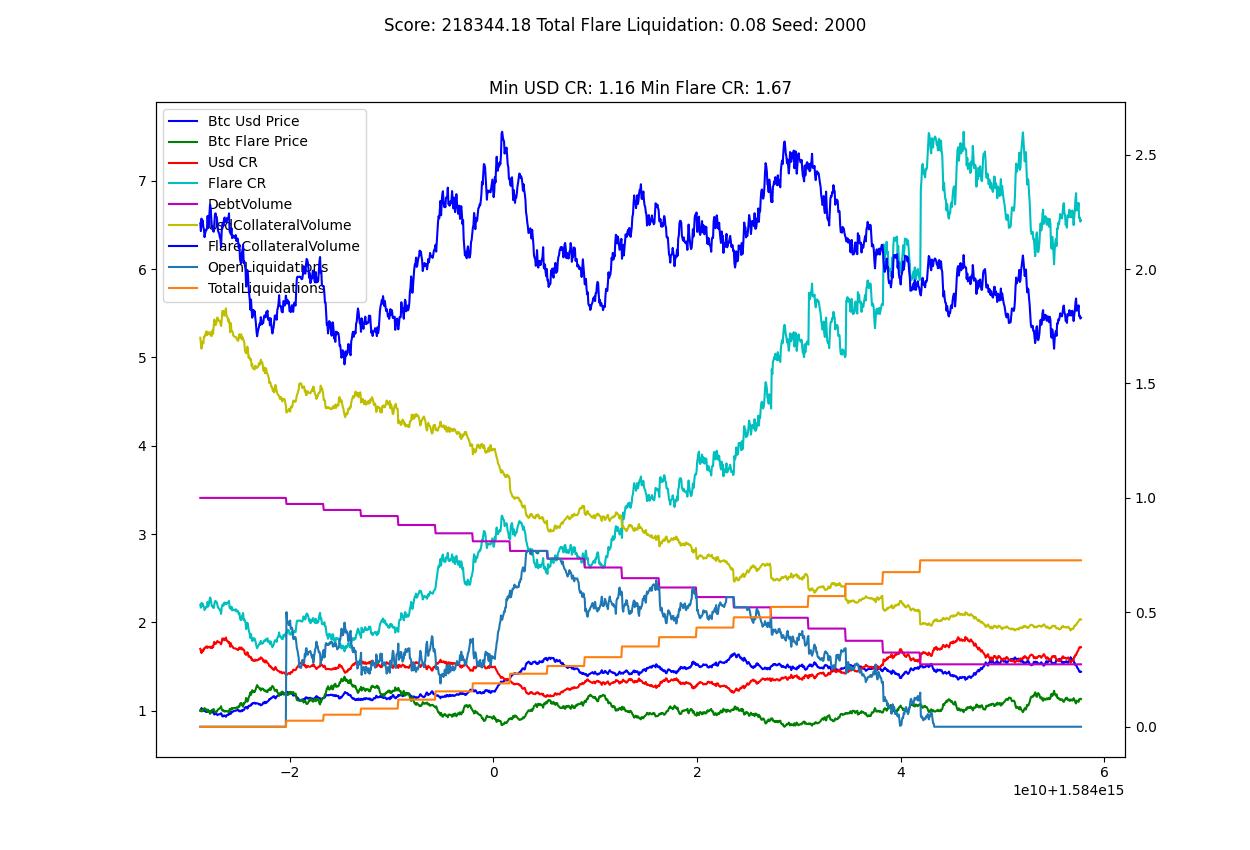 Score: 218344.18 Total Flare Liquidation: 0.08 Seed: 2000
Min USD CR: 1.16 Min Flare CR: 1.67
Btc Usd Price
Btc Flare Price
Usd CR
Flare CR
DebtVolume
UsdCollateralVolume
FlareCollateralVolume
OpenLiquidations
TotalLiquidations
7
6
5
4
3
2
1
2.5
2.0
1.5
1.0
0.5
0.0
−2
0
2
4
6
1e10+1.584e15